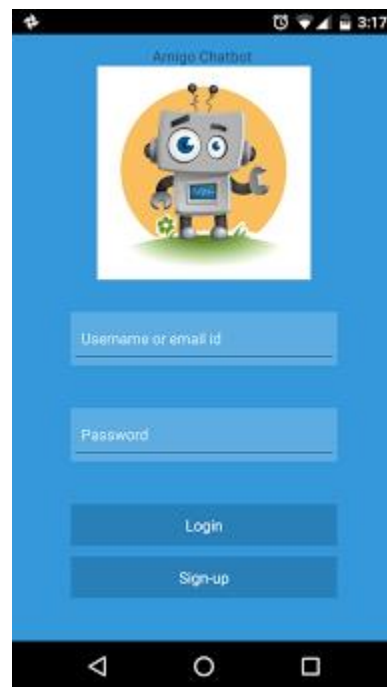 3:17
Amigo Chatbot
Username or email id
Password
Login
Sign-up